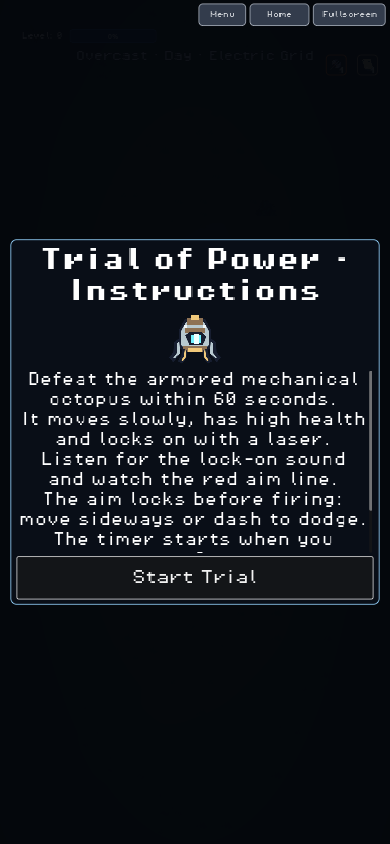 Menu Home Fullscreen
Level: 0
Overcast Day Electric Grid
Trial of Power -
Instructions
Defeat the armored mechanical
octopus within 60 seconds.
It moves slowly, has high health
and locks on with a laser.
Listen for the lock-on sound
and watch the red aim line.
The aim locks before firing:
move sideways or dash to dodge.
The timer starts when you
Start Trial